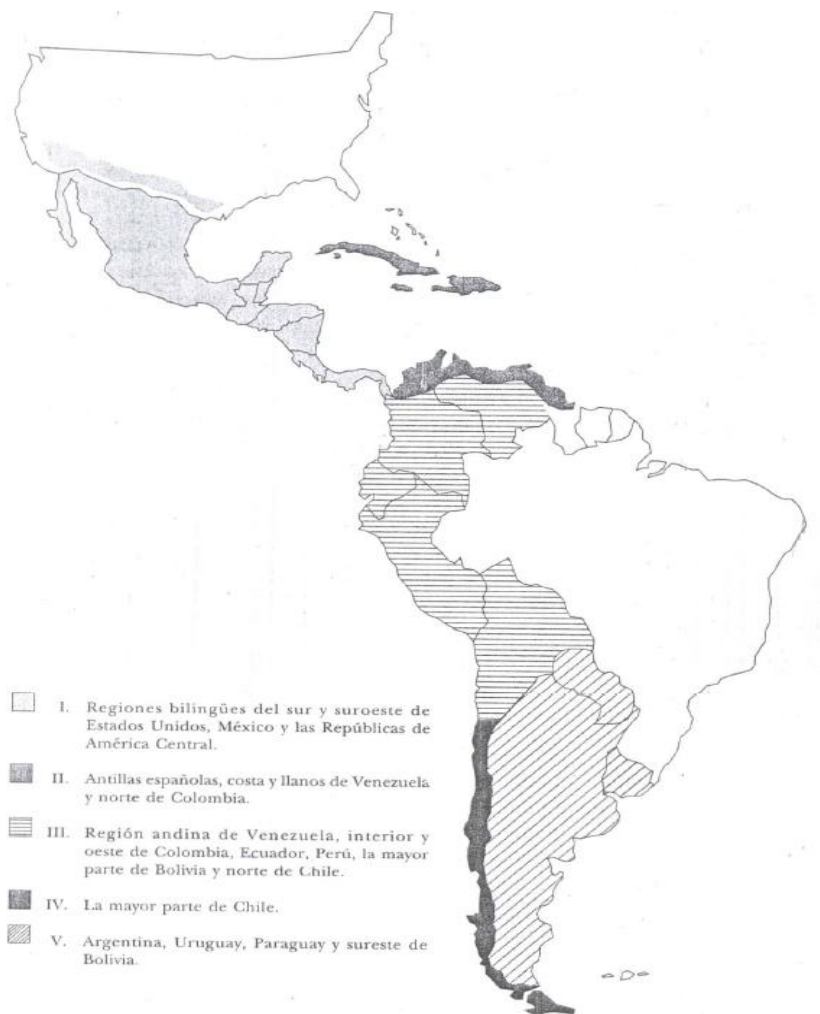 I. Regiones bilingües del sur y suroeste de
Estados Unidos, México y las Repúblicas de
América Central.
II. Antillas españolas, costa y llanos de Venezuela
y norte de Colombia.
III. Región andina de Venezuela, interior y
oeste de Colombia, Ecuador, Perú, la mayor
parte de Bolivia y norte de Chile.
IV. La mayor parte de Chile.
V. Argentina, Uruguay, Paraguay y sureste de
Bolivia.